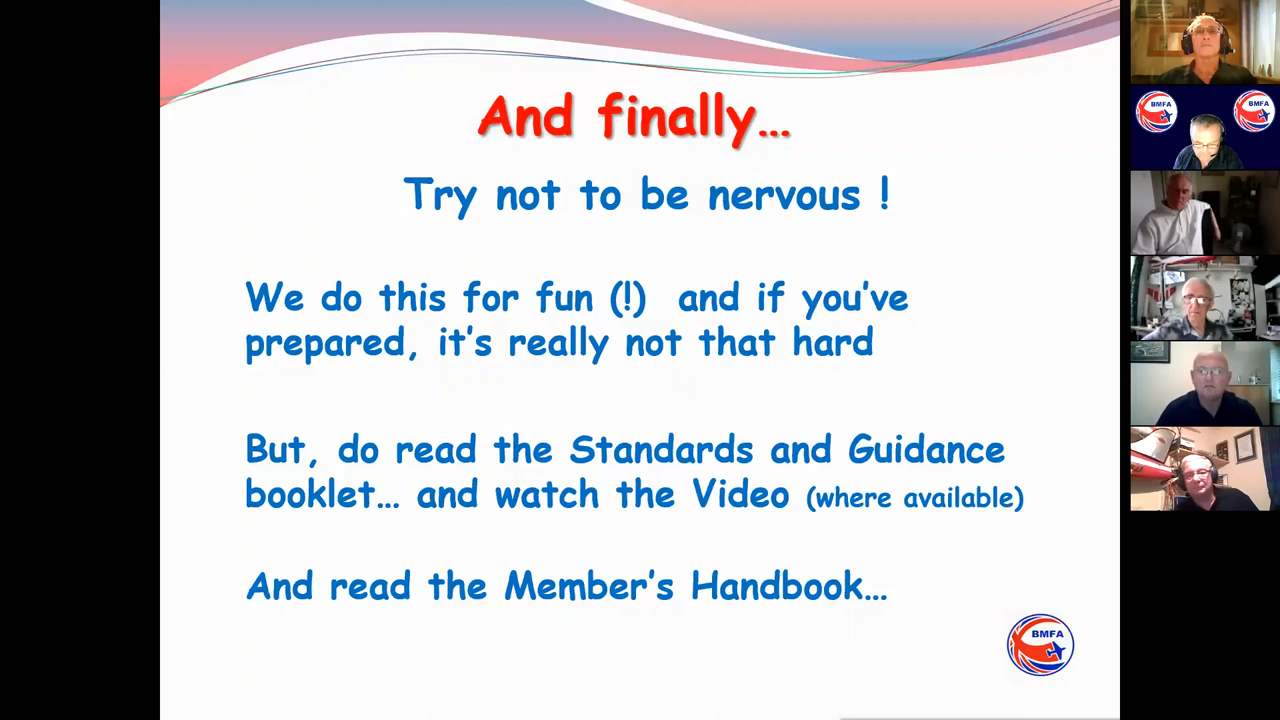 And finally...
Try not to be nervous !
We do this for fun (!)  and if you've
prepared, it's really not that hard
But, do read the Standards and Guidance
booklet... and watch the Video (where available)
And read the Member's Handbook...
BMFA
BMFA
BMFA